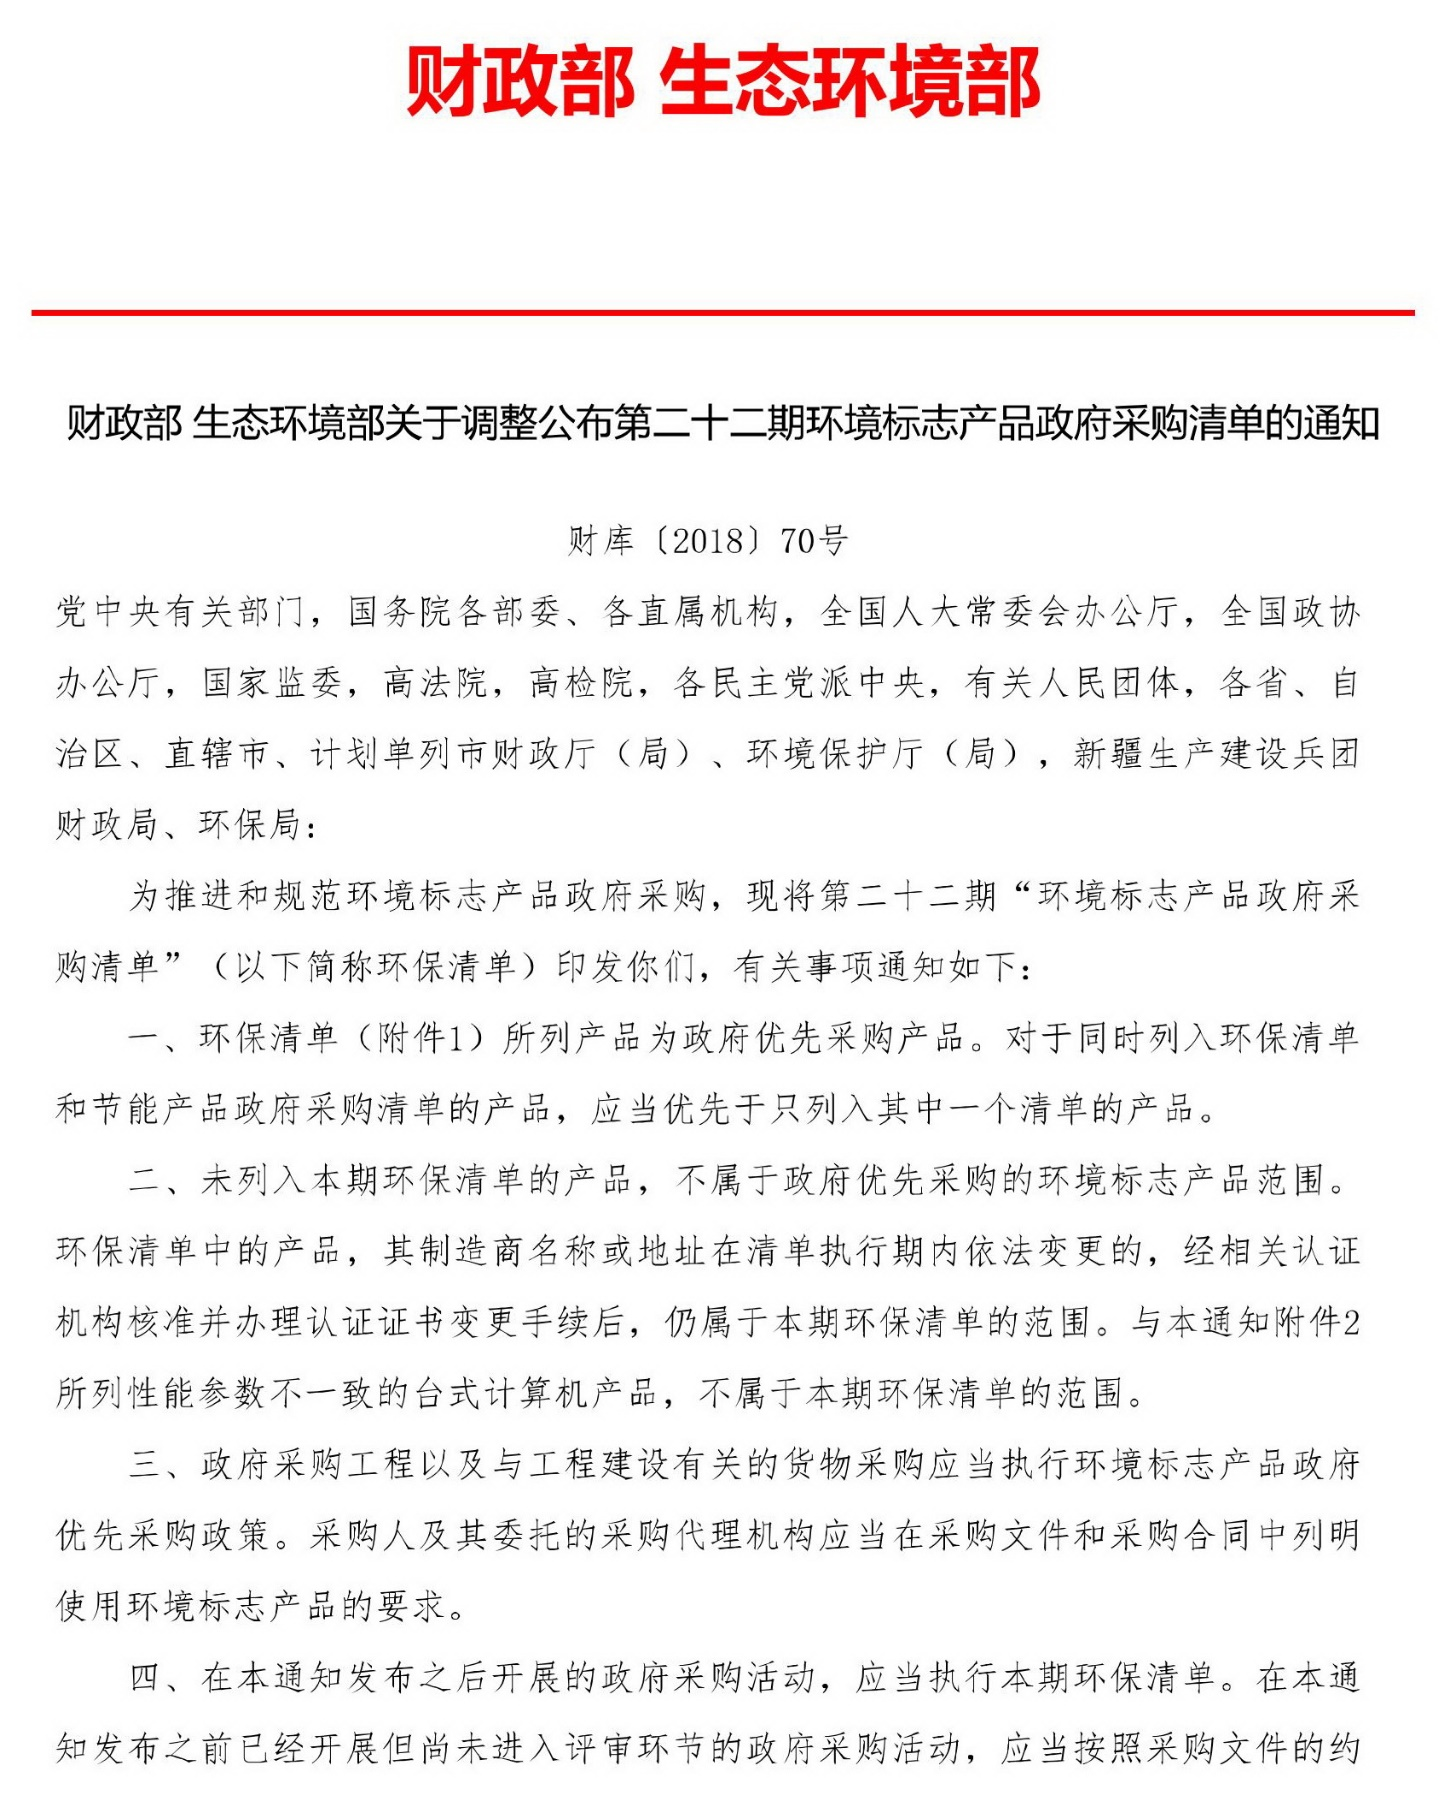 财政部 生态环境部
财政部 生态环境部关于调整公布第二十二期环境标志产品政府采购清单的通知
财库〔2018〕70号
党中央有关部门，国务院各部委、各直属机构，全国人大常委会办公厅，全国政协
办公厅，国家监委，高法院，高检院，各民主党派中央，有关人民团体，各省、自
治区、直辖市、计划单列市财政厅（局）、环境保护厅（局），新疆生产建设兵团
财政局、环保局：
为推进和规范环境标志产品政府采购，现将第二十二期“环境标志产品政府采
购清单”（以下简称环保清单）印发你们，有关事项通知如下：
一、环保清单（附件1）所列产品为政府优先采购产品。对于同时列入环保清单
和节能产品政府采购清单的产品，应当优先于只列入其中一个清单的产品。
二、未列入本期环保清单的产品，不属于政府优先采购的环境标志产品范围。
环保清单中的产品，其制造商名称或地址在清单执行期内依法变更的，经相关认证
机构核准并办理认证证书变更手续后，仍属于本期环保清单的范围。与本通知附件2
所列性能参数不一致的台式计算机产品，不属于本期环保清单的范围。
三、政府采购工程以及与工程建设有关的货物采购应当执行环境标志产品政府
优先采购政策。采购人及其委托的采购代理机构应当在采购文件和采购合同中列明
使用环境标志产品的要求。
四、在本通知发布之后开展的政府采购活动，应当执行本期环保清单。在本通
知发布之前已经开展但尚未进入评审环节的政府采购活动，应当按照采购文件的约